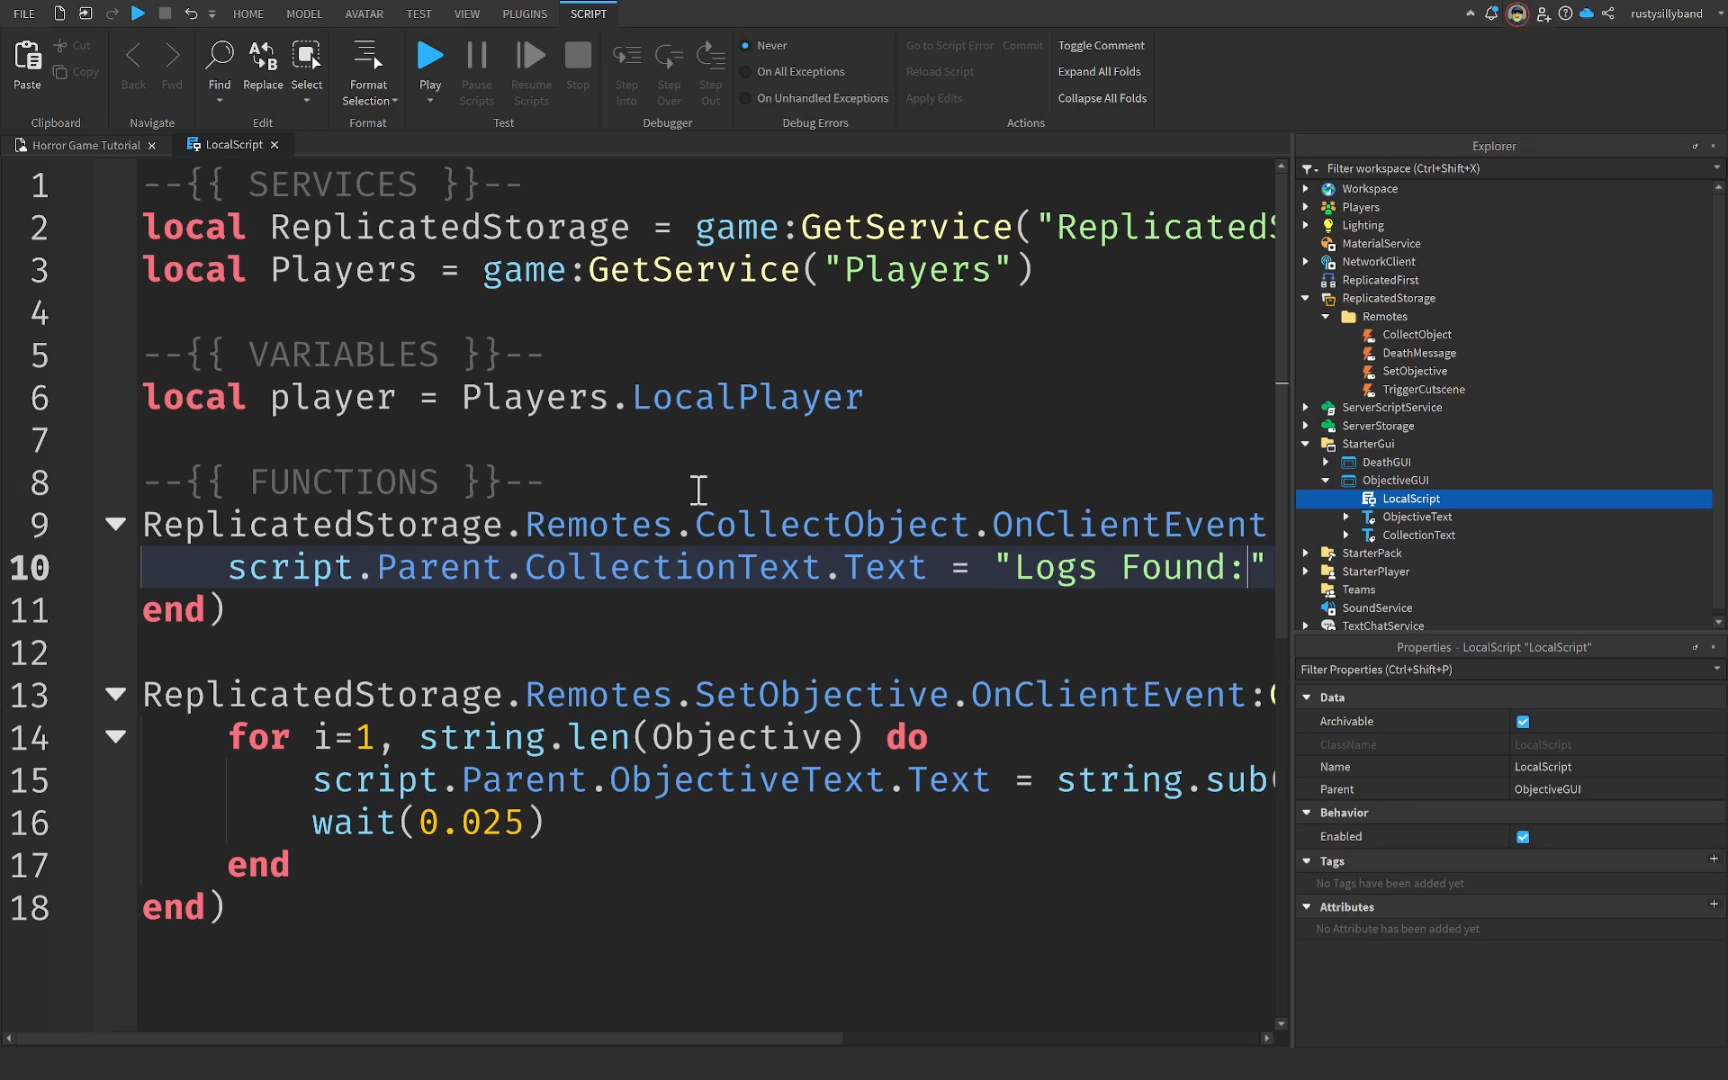 FILE HOME MODEL AVATAR TEST VIEW PLUGINS SCRIPT rustysillyband
Paste Cut Copy
Back Fwd
Find Replace Select
Format Selection
Play Pause Scripts Resume Scripts Stop
Step Into Step Over Step Out
Never
On All Exceptions
On Unhandled Exceptions
Go to Script Error Commit
Reload Script
Apply Edits
Toggle Comment
Expand All Folds
Collapse All Folds
Clipboard Navigate Edit Format Test Debugger Debug Errors Actions
Horror Game Tutorial × LocalScript ×
1 --{{ SERVICES }}--
2 local ReplicatedStorage = game:GetService("ReplicatedS
3 local Players = game:GetService("Players")
4
5 --{{ VARIABLES }}--
6 local player = Players.LocalPlayer
7
8 --{{ FUNCTIONS }}--
9 ReplicatedStorage.Remotes.CollectObject.OnClientEvent
10 script.Parent.CollectionText.Text = "Logs Found:"
11 end)
12
13 ReplicatedStorage.Remotes.SetObjective.OnClientEvent:C
14 for i=1, string.len(Objective) do
15 script.Parent.ObjectiveText.Text = string.sub(
16 wait(0.025)
17 end
18 end)
Explorer
Filter workspace (Ctrl+Shift+X)
Workspace
Players
Lighting
MaterialService
NetworkClient
ReplicatedFirst
ReplicatedStorage
Remotes
CollectObject
DeathMessage
SetObjective
TriggerCutscene
ServerScriptService
ServerStorage
StarterGui
DeathGUI
ObjectiveGUI
LocalScript
ObjectiveText
CollectionText
StarterPack
StarterPlayer
Teams
SoundService
TextChatService
Properties - LocalScript "LocalScript"
Filter Properties (Ctrl+Shift+P)
Data
Archivable
ClassName LocalScript
Name LocalScript
Parent ObjectiveGUI
Behavior
Enabled
Tags
No Tags have been added yet
Attributes
No Attribute has been added yet